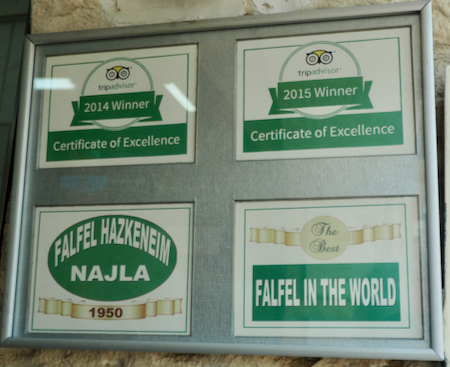 tripadvisor
2014 Winner
Certificate of Excellence
tripadvisor
2015 Winner
Certificate of Excellence
FALFEL HAZKENEIM
NAJLA
1950
The
Best
FALFEL IN THE WORLD